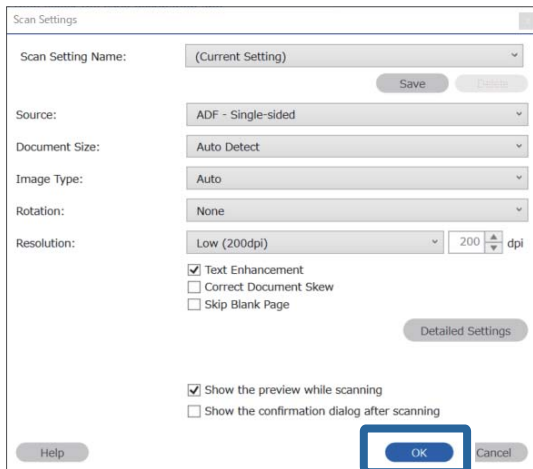 Scan Settings
Scan Setting Name: (Current Setting)
Save Delete
Source: ADF - Single-sided
Document Size: Auto Detect
Image Type: Auto
Rotation: None
Resolution: Low (200dpi) 200 dpi
Text Enhancement
Correct Document Skew
Skip Blank Page
Detailed Settings
Show the preview while scanning
Show the confirmation dialog after scanning
Help OK Cancel